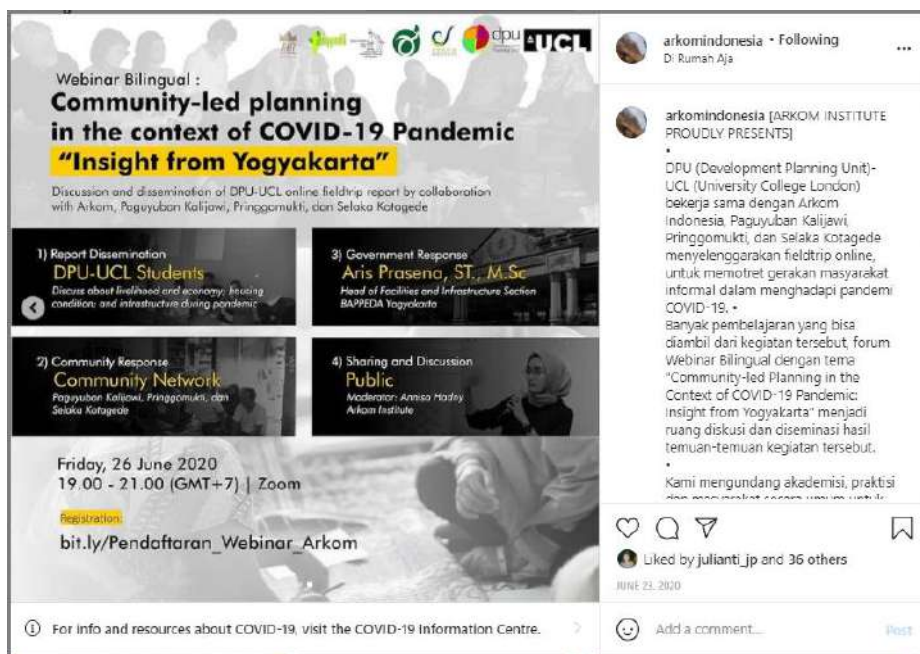 dpu
UCL
Webinar Bilingual :
Community-led planning
in the context of COVID-19 Pandemic
“Insight from Yogyakarta”
Discussion and dissemination of DPU-UCL online fieldtrip report by collaboration
with Arkom, Paguyuban Kalijawi, Pringgomukti, dan Selaka Kotagede
1) Report Dissemination
DPU-UCL Students
Discuss about livelihood and economy; housing
condition; and infrastructure during pandemic
2) Community Response
Community Network
Paguyuban Kalijawi, Pringgomukti, dan
Selaka Kotagede
3) Government Response
Aris Prasena, ST., M.Sc
Head of Facilities and Infrastructure Section
BAPPEDA Yogyakarta
4) Sharing and Discussion
Public
Moderator: Annisa Hadny
Arkom Institute
Friday, 26 June 2020
19.00 - 21.00 (GMT+7) | Zoom
Registration:
bit.ly/Pendaftaran_Webinar_Arkom
For info and resources about COVID-19, visit the COVID-19 Information Centre.
arkomindonesia • Following
Di Rumah Aja
arkomindonesia [ARKOM INSTITUTE
PROUDLY PRESENTS]
•
DPU (Development Planning Unit)-
UCL (University College London)
bekerja sama dengan Arkom
Indonesia, Paguyuban Kalijawi,
Pringgomukti, dan Selaka Kotagede
menyelenggarakan fieldtrip online,
untuk memotret gerakan masyarakat
informal dalam menghadapi pandemi
COVID-19. •
Banyak pembelajaran yang bisa
diambil dari kegiatan tersebut, forum
Webinar Bilingual dengan tema
"Community-led Planning in the
Context of COVID-19 Pandemic:
Insight from Yogyakarta" menjadi
ruang diskusi dan diseminasi hasil
temuan-temuan kegiatan tersebut.
•
Kami mengundang akademisi, praktisi
dan masyarakat secara umum untuk
Liked by julianti_jp and 36 others
JUNE 23, 2020
Add a comment...
Post